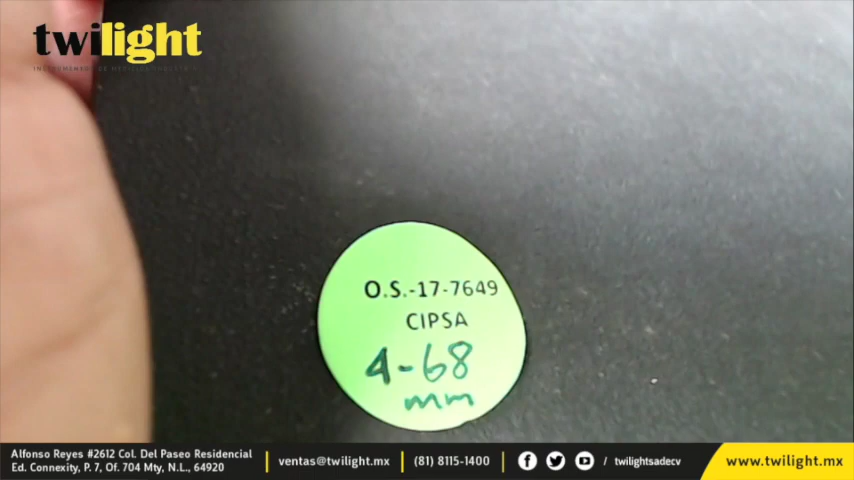 twilight
O.S.-17-7649
CIPSA
4-68
mm
Alfonso Reyes #2612 Col. Del Paseo Residencial
Ed. Connexity, P. 7, Of. 704 Mty, N.L., 64920
ventas@twilight.mx
(81) 8115-1400
/ twilightsadecv
www.twilight.mx